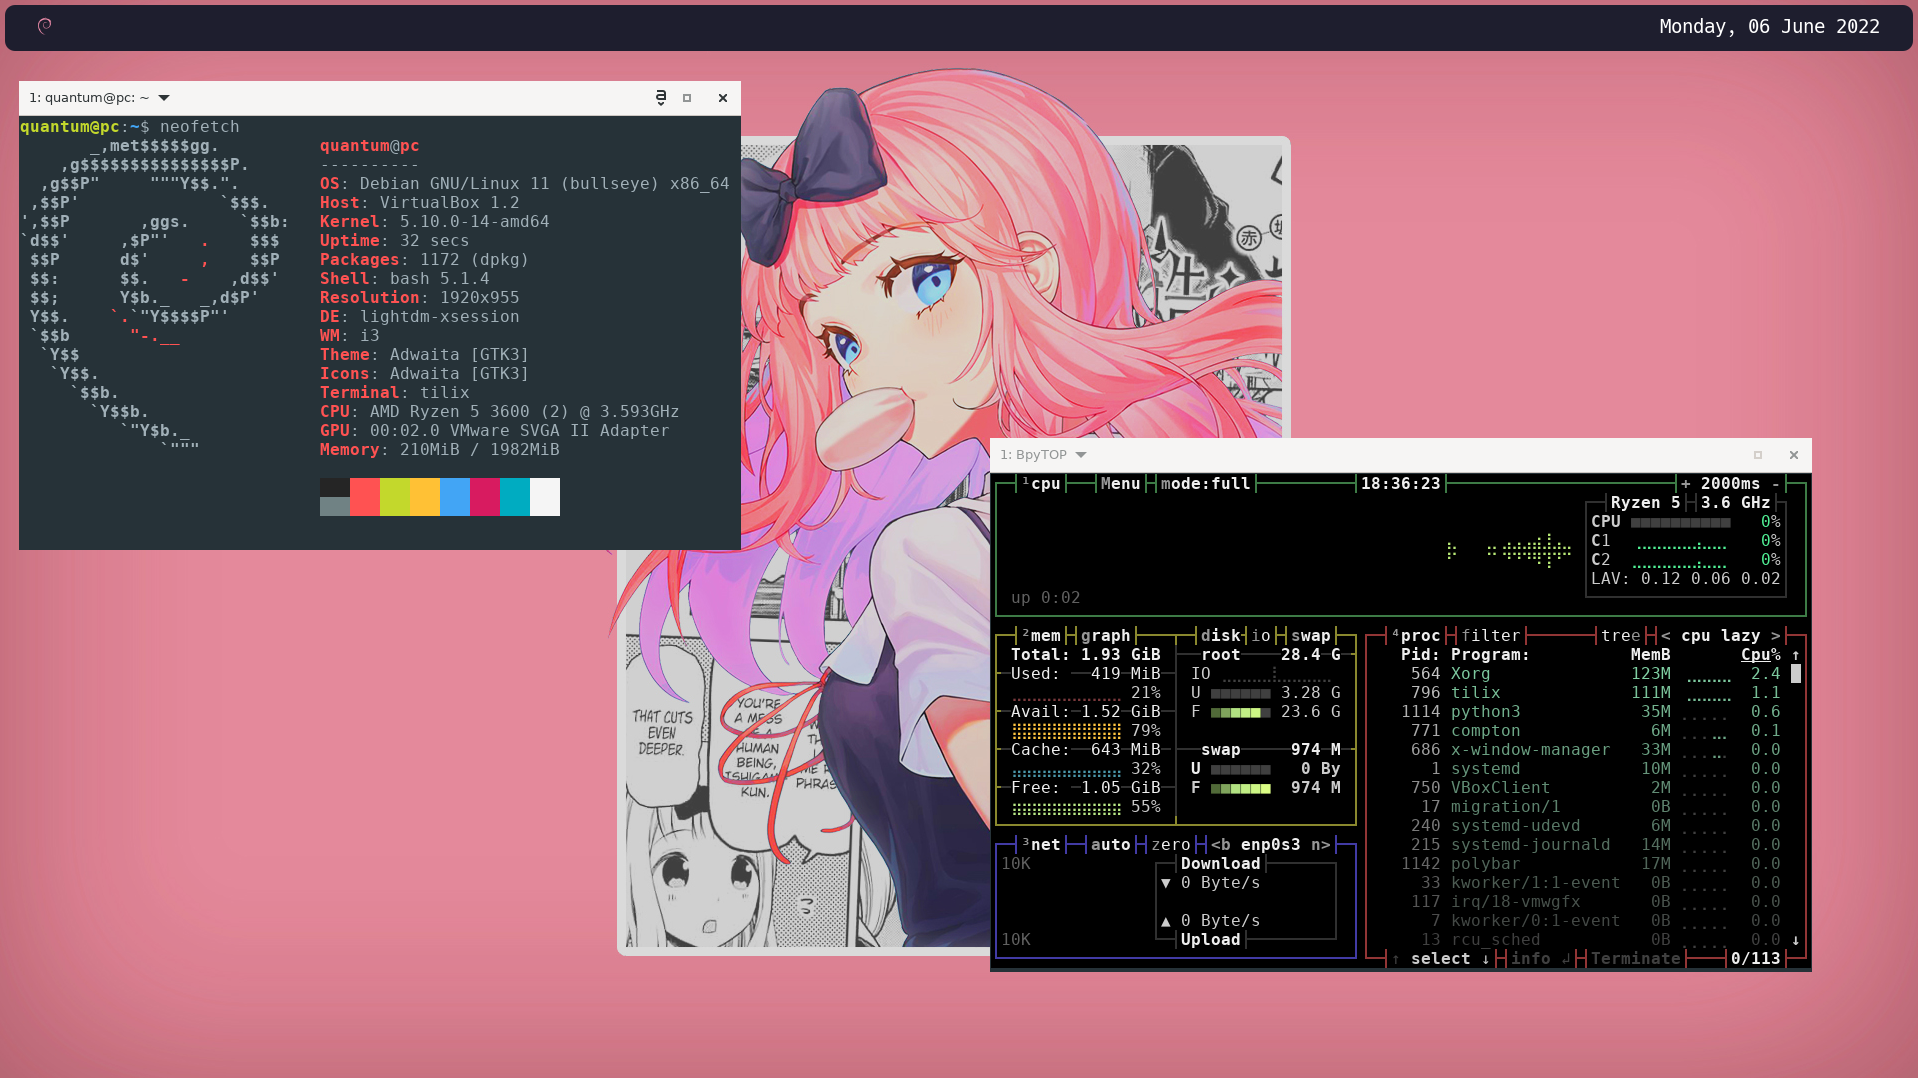 Monday, 06 June 2022
1: quantum@pc: ~
quantum@pc:~$ neofetch
_,met$$$$$gg.
,g$$$$$$$$$$$$$$$P.
,g$$P"     """Y$$.".
,$$P'              `$$$.
',$$P       ,ggs.     `$$b:
`d$$'     ,$P"'   .    $$$
$$P      d$'     ,    $$P
$$:      $$.   -    ,d$$'
$$;      Y$b._   _,d$P'
Y$$.    `.`"Y$$$$P"'
`$$b      "-.__
`Y$$
`Y$$.
`$$b.
`Y$$b.
`"Y$b._
`"""
quantum@pc
----------
OS: Debian GNU/Linux 11 (bullseye) x86_64
Host: VirtualBox 1.2
Kernel: 5.10.0-14-amd64
Uptime: 32 secs
Packages: 1172 (dpkg)
Shell: bash 5.1.4
Resolution: 1920x955
DE: lightdm-xsession
WM: i3
Theme: Adwaita [GTK3]
Icons: Adwaita [GTK3]
Terminal: tilix
CPU: AMD Ryzen 5 3600 (2) @ 3.593GHz
GPU: 00:02.0 VMware SVGA II Adapter
Memory: 210MiB / 1982MiB
赤
THAT CUTS
EVEN
DEEPER.
YOU'RE
A MESS
HUMAN
BEING,
ISHIGAMI
KUN.
1: BpyTOP
¹cpu Menu mode:full 18:36:23 + 2000ms -
Ryzen 5 3.6 GHz
CPU 0%
C1 0%
C2 0%
LAV: 0.12 0.06 0.02
up 0:02
²mem graph disk io swap
Total: 1.93 GiB
Used: 419 MiB
21%
Avail: 1.52 GiB
79%
Cache: 643 MiB
32%
Free: 1.05 GiB
55%
root 28.4 G
IO
U 3.28 G
F 23.6 G
swap 974 M
U 0 By
F 974 M
³net auto zero <b enp0s3 n>
10K
Download
▼ 0 Byte/s
▲ 0 Byte/s
10K
Upload
⁴proc filter tree < cpu lazy >
Pid: Program: MemB Cpu% ↑
564 Xorg 123M 2.4
796 tilix 111M 1.1
1114 python3 35M 0.6
771 compton 6M 0.1
686 x-window-manager 33M 0.0
1 systemd 10M 0.0
750 VBoxClient 2M 0.0
17 migration/1 0B 0.0
240 systemd-udevd 6M 0.0
215 systemd-journald 14M 0.0
1142 polybar 17M 0.0
33 kworker/1:1-event 0B 0.0
117 irq/18-vmwgfx 0B 0.0
7 kworker/0:1-event 0B 0.0
13 rcu_sched 0B 0.0 ↓
↑ select ↓ info ↲ Terminate 0/113